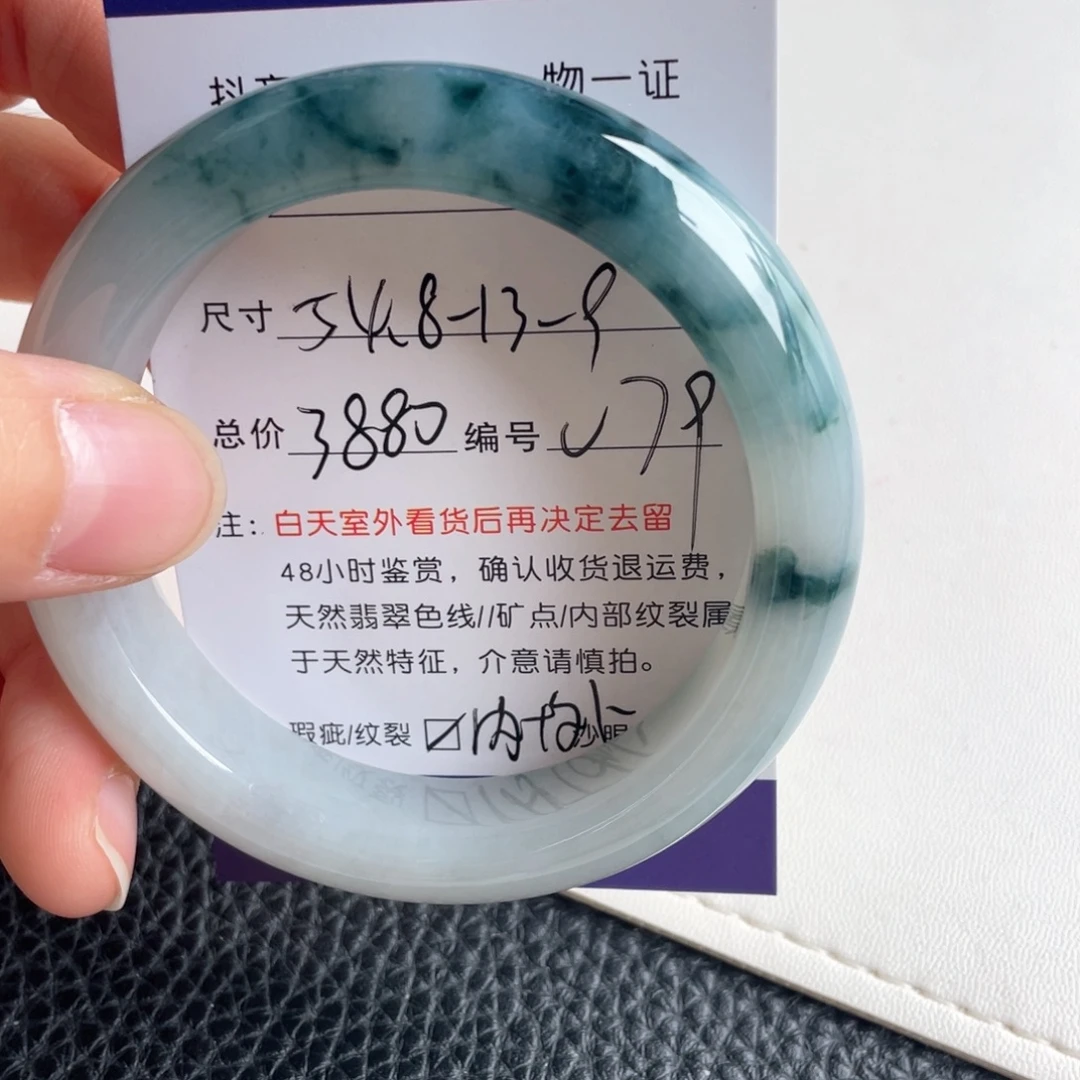 抖音 物一证
尺寸 54.8-13-9
总价 3880 编号 U79
注：白天室外看货后再决定去留
48小时鉴赏，确认收货退运费，
天然翡翠色线//矿点/内部纹裂属
于天然特征，介意请慎拍。
瑕疵/纹裂 ☑ 内